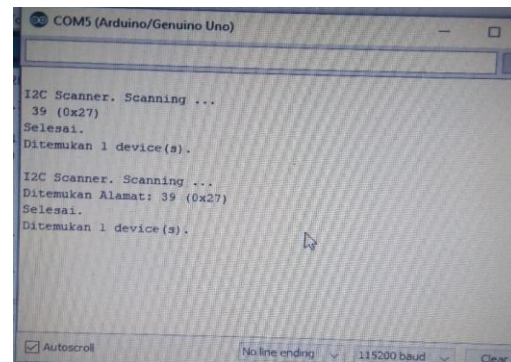 COM5 (Arduino/Genuino Uno)
I2C Scanner. Scanning ...
39 (0x27)
Selesai.
Ditemukan 1 device(s).
I2C Scanner. Scanning ...
Ditemukan Alamat: 39 (0x27)
Selesai.
Ditemukan 1 device(s).
Autoscroll
No line ending
115200 baud
Clear